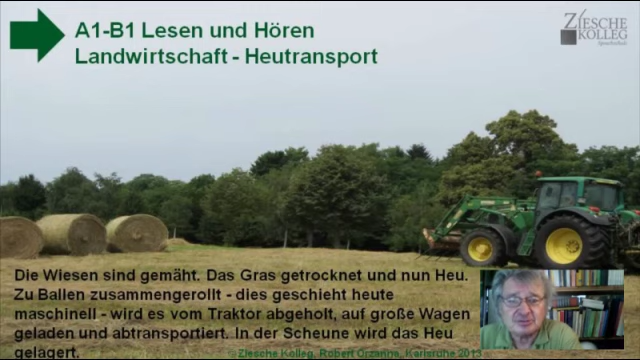 A1-B1 Lesen und Hören
Landwirtschaft - Heutransport
ZIESCHE
KOLLEG
Sprachschule
Die Wiesen sind gemäht. Das Gras getrocknet und nun Heu.
Zu Ballen zusammengerollt - dies geschieht heute
maschinell - wird es vom Traktor abgeholt, auf große Wagen
geladen und abtransportiert. In der Scheune wird das Heu
gelagert.
© Ziesche Kolleg, Robert Orzanna, Karlsruhe 2013